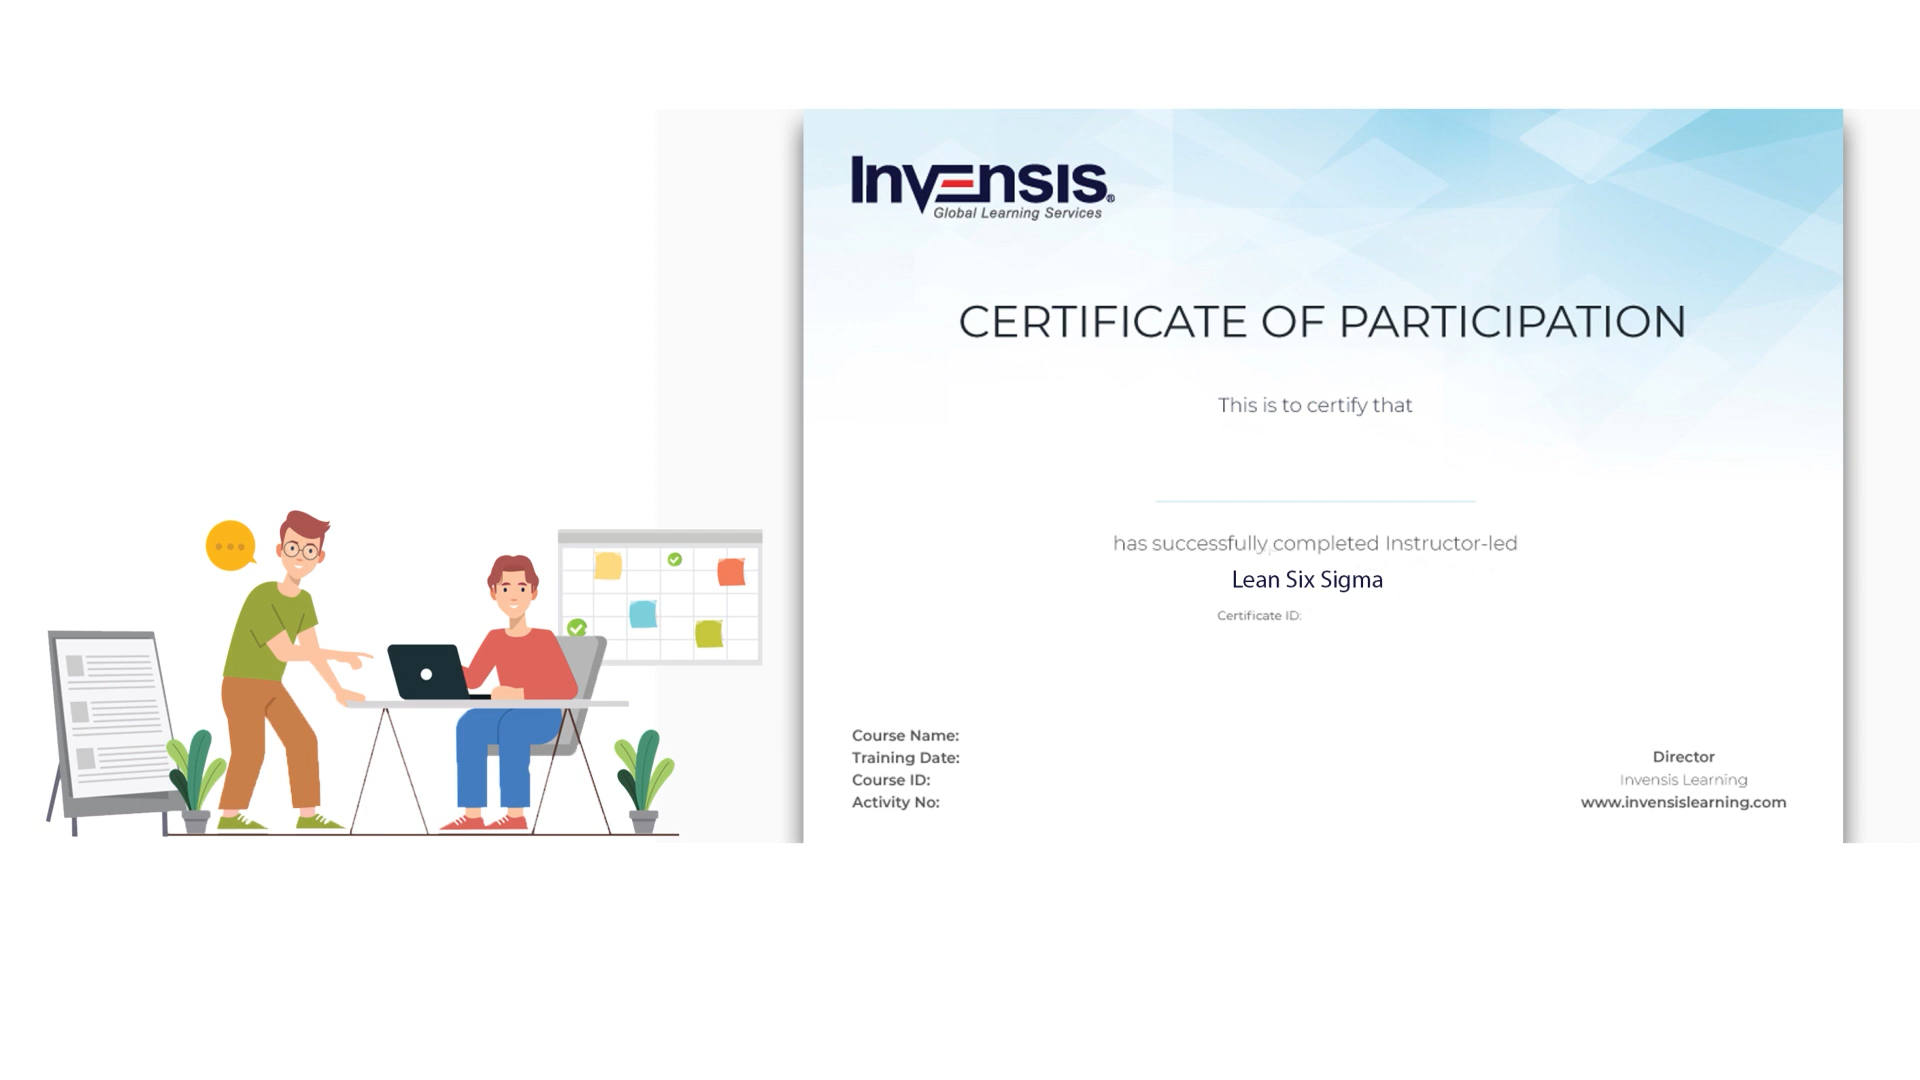 Invensis®
Global Learning Services
CERTIFICATE OF PARTICIPATION
This is to certify that
has successfully completed Instructor-led
Lean Six Sigma
Certificate ID:
Course Name:
Training Date:
Course ID:
Activity No:
Director
Invensis Learning
www.invensislearning.com